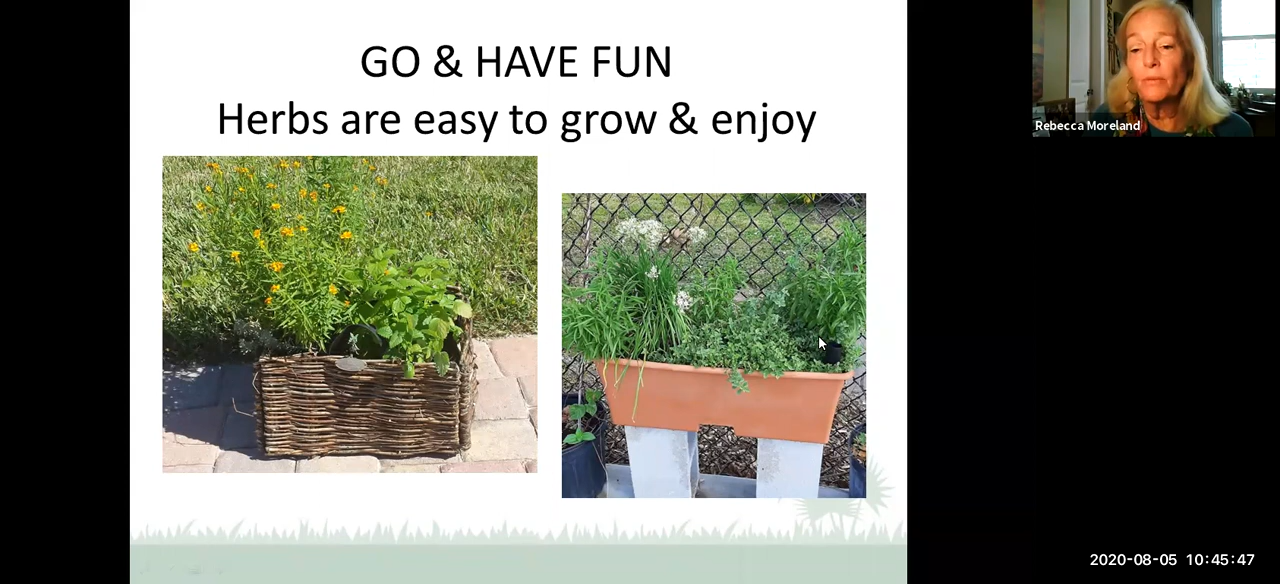 GO & HAVE FUN
Herbs are easy to grow & enjoy
Rebecca Moreland
2020-08-05 10:45:47